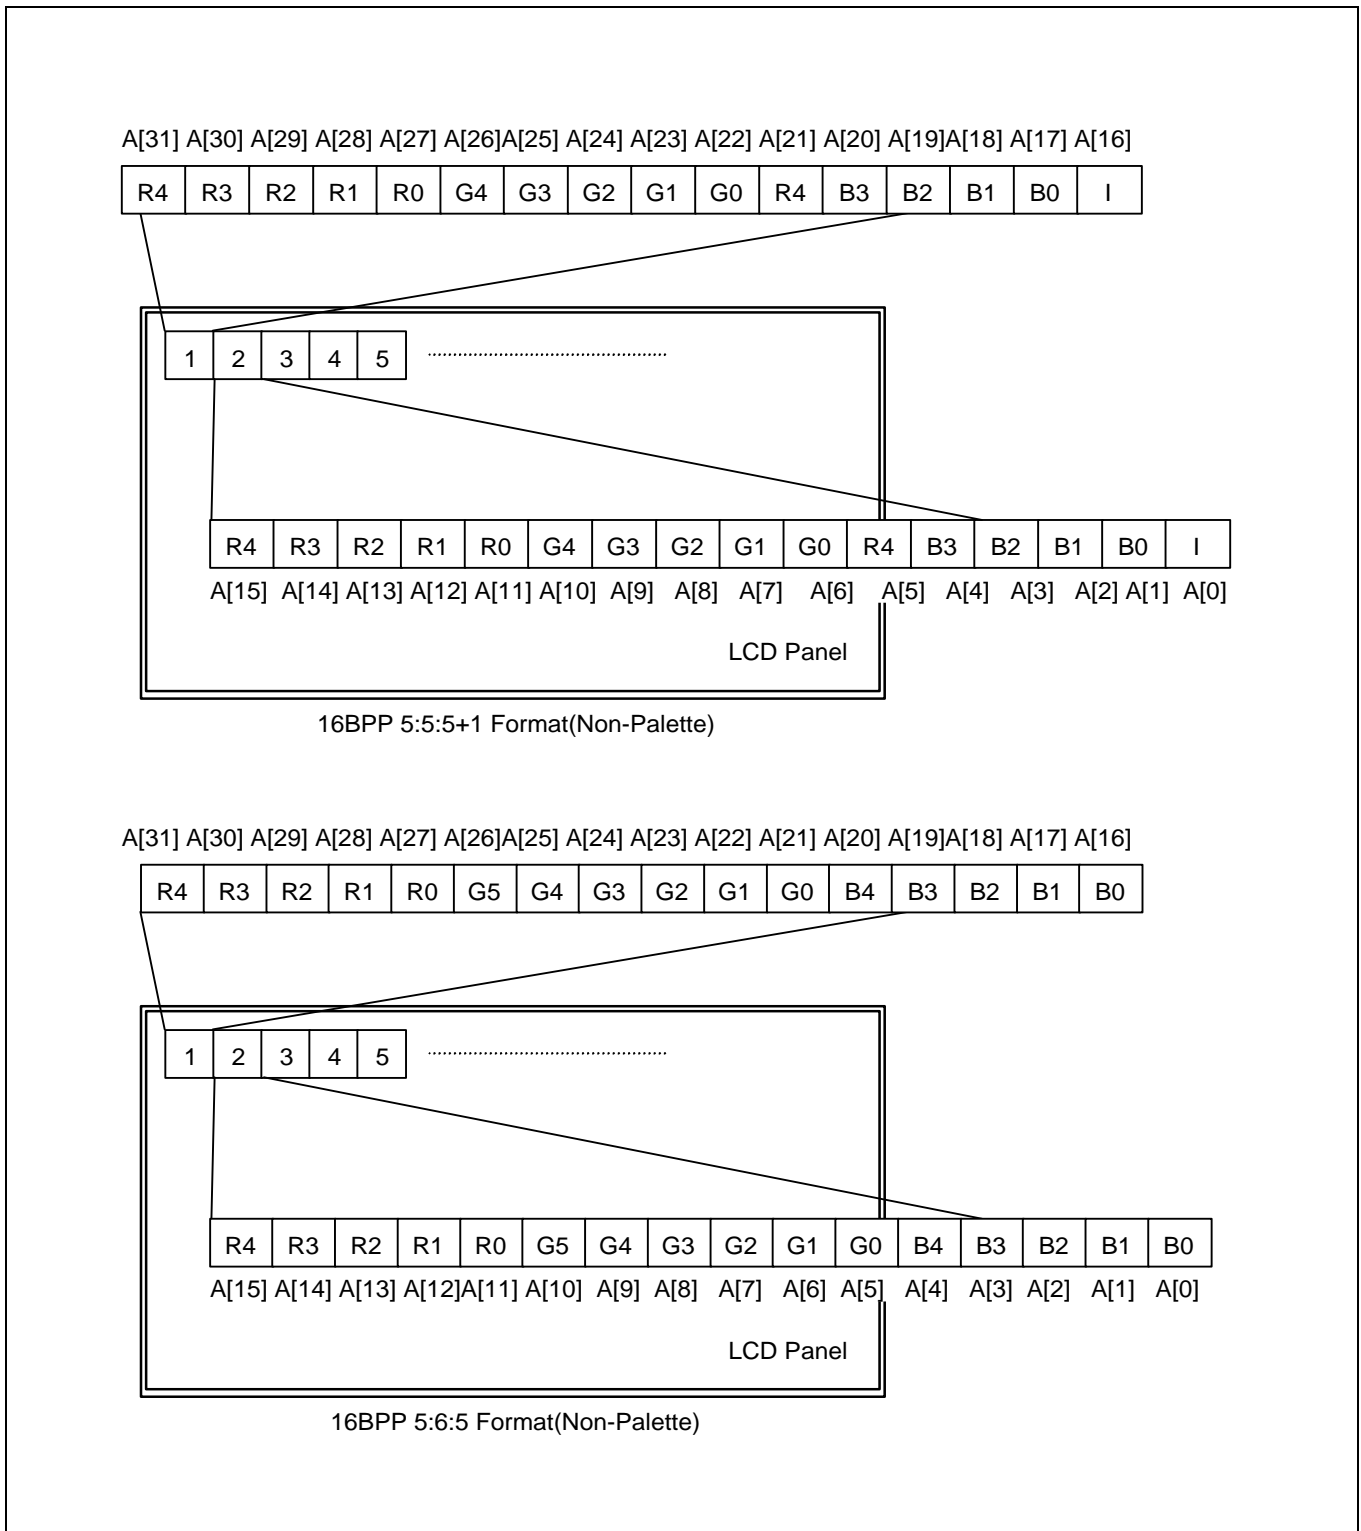 A[31] A[30] A[29] A[28] A[27] A[26]A[25] A[24] A[23] A[22] A[21] A[20] A[19]A[18] A[17] A[16]
R4 R3 R2 R1 R0 G4 G3 G2 G1 G0 R4 B3 B2 B1 B0 I
1 2 3 4 5
R4 R3 R2 R1 R0 G4 G3 G2 G1 G0 R4 B3 B2 B1 B0 I
A[15] A[14] A[13] A[12] A[11] A[10] A[9] A[8] A[7] A[6] A[5] A[4] A[3] A[2] A[1] A[0]
LCD Panel
16BPP 5:5:5+1 Format(Non-Palette)
A[31] A[30] A[29] A[28] A[27] A[26]A[25] A[24] A[23] A[22] A[21] A[20] A[19]A[18] A[17] A[16]
R4 R3 R2 R1 R0 G5 G4 G3 G2 G1 G0 B4 B3 B2 B1 B0
1 2 3 4 5
R4 R3 R2 R1 R0 G5 G4 G3 G2 G1 G0 B4 B3 B2 B1 B0
A[15] A[14] A[13] A[12]A[11] A[10] A[9] A[8] A[7] A[6] A[5] A[4] A[3] A[2] A[1] A[0]
LCD Panel
16BPP 5:6:5 Format(Non-Palette)